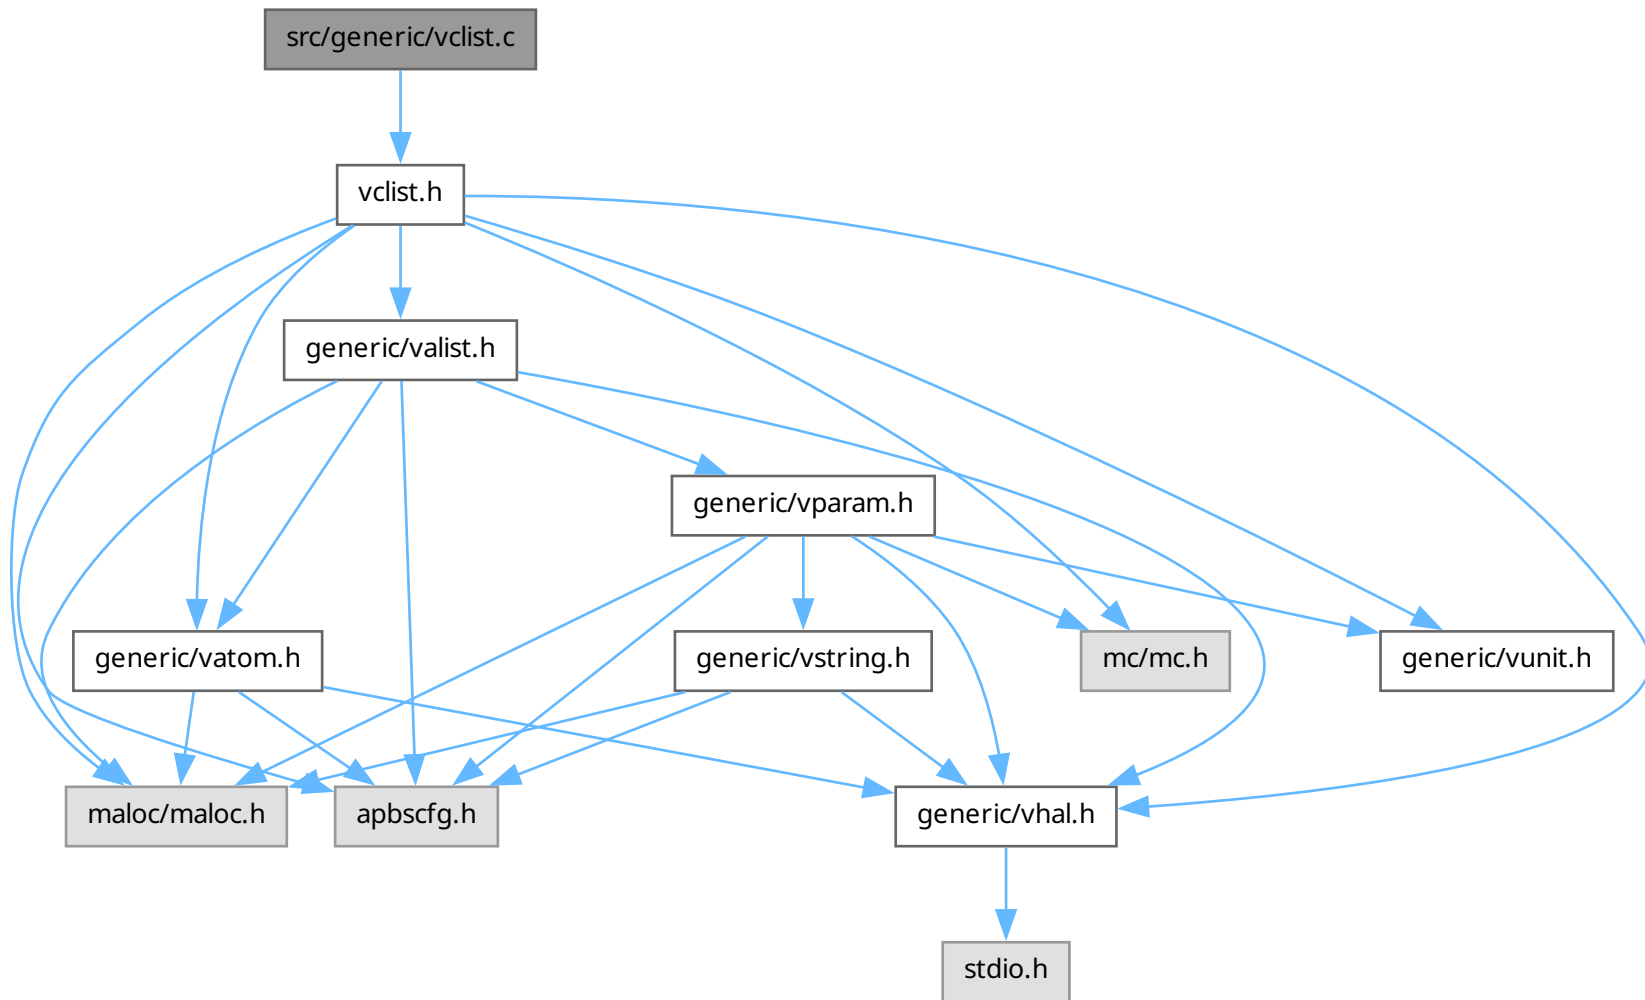 src/generic/vclist.c
vclist.h
generic/valist.h
generic/vparam.h
generic/vatom.h
generic/vstring.h
mc/mc.h
generic/vunit.h
maloc/maloc.h
apbscfg.h
generic/vhal.h
stdio.h